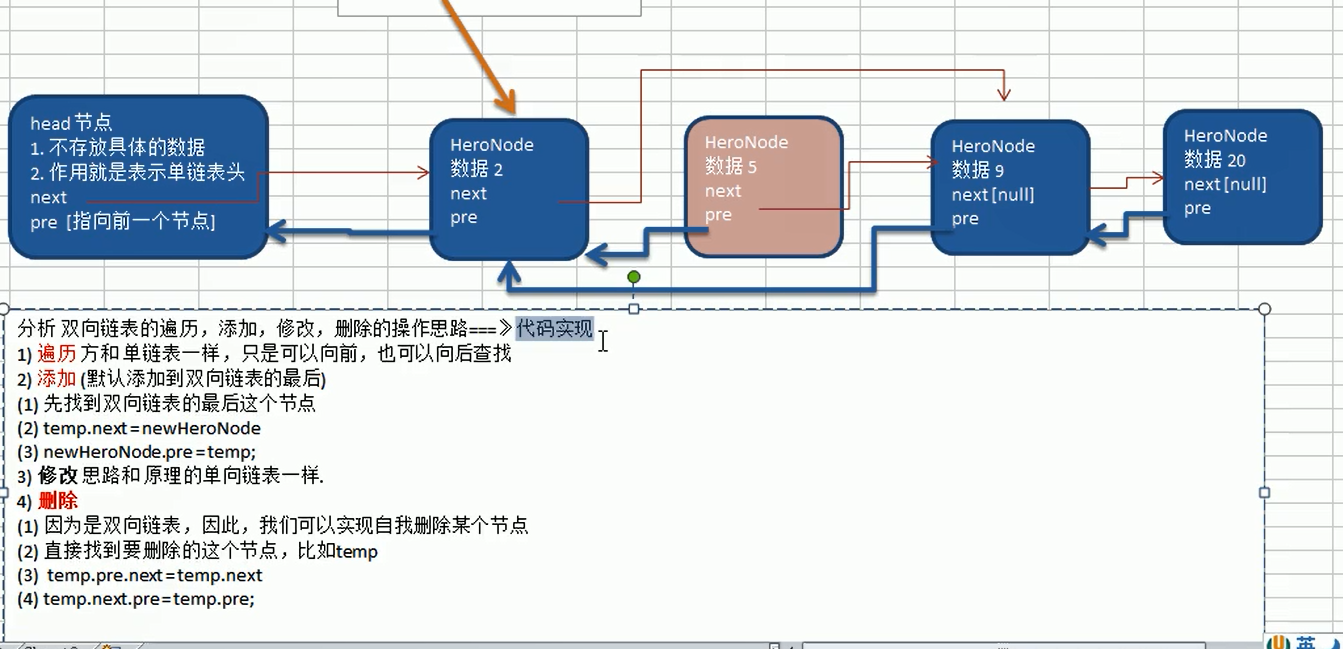 head 节点
1. 不存放具体的数据
2. 作用就是表示单链表头
next
pre [指向前一个节点]
HeroNode
数据 2
next
pre
HeroNode
数据 5
next
pre
HeroNode
数据 9
next [null]
pre
HeroNode
数据 20
next [null]
pre
分析 双向链表的遍历，添加，修改，删除的操作思路===》代码实现
1) 遍历 方和 单链表一样，只是可以向前，也可以向后查找
2) 添加 (默认添加到双向链表的最后)
(1) 先找到双向链表的最后这个节点
(2) temp.next = newHeroNode
(3) newHeroNode.pre = temp;
3) 修改 思路和 原理的单向链表一样.
4) 删除
(1) 因为是双向链表，因此，我们可以实现自我删除某个节点
(2) 直接找到要删除的这个节点，比如temp
(3) temp.pre.next = temp.next
(4) temp.next.pre = temp.pre;
英